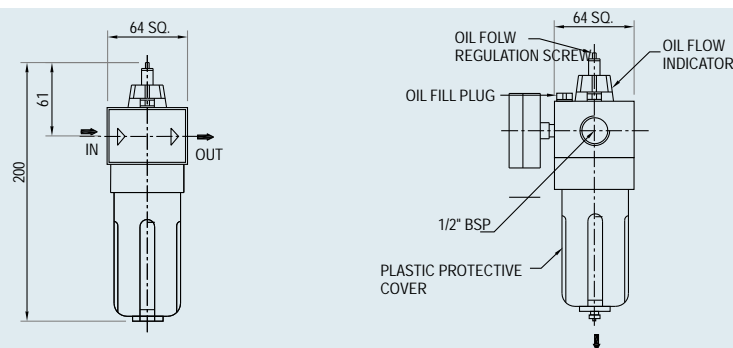 64 SQ.
61
200
IN
OUT
64 SQ.
OIL FOLW
REGULATION SCREW
OIL FLOW
INDICATOR
OIL FILL PLUG
1/2" BSP
PLASTIC PROTECTIVE
COVER